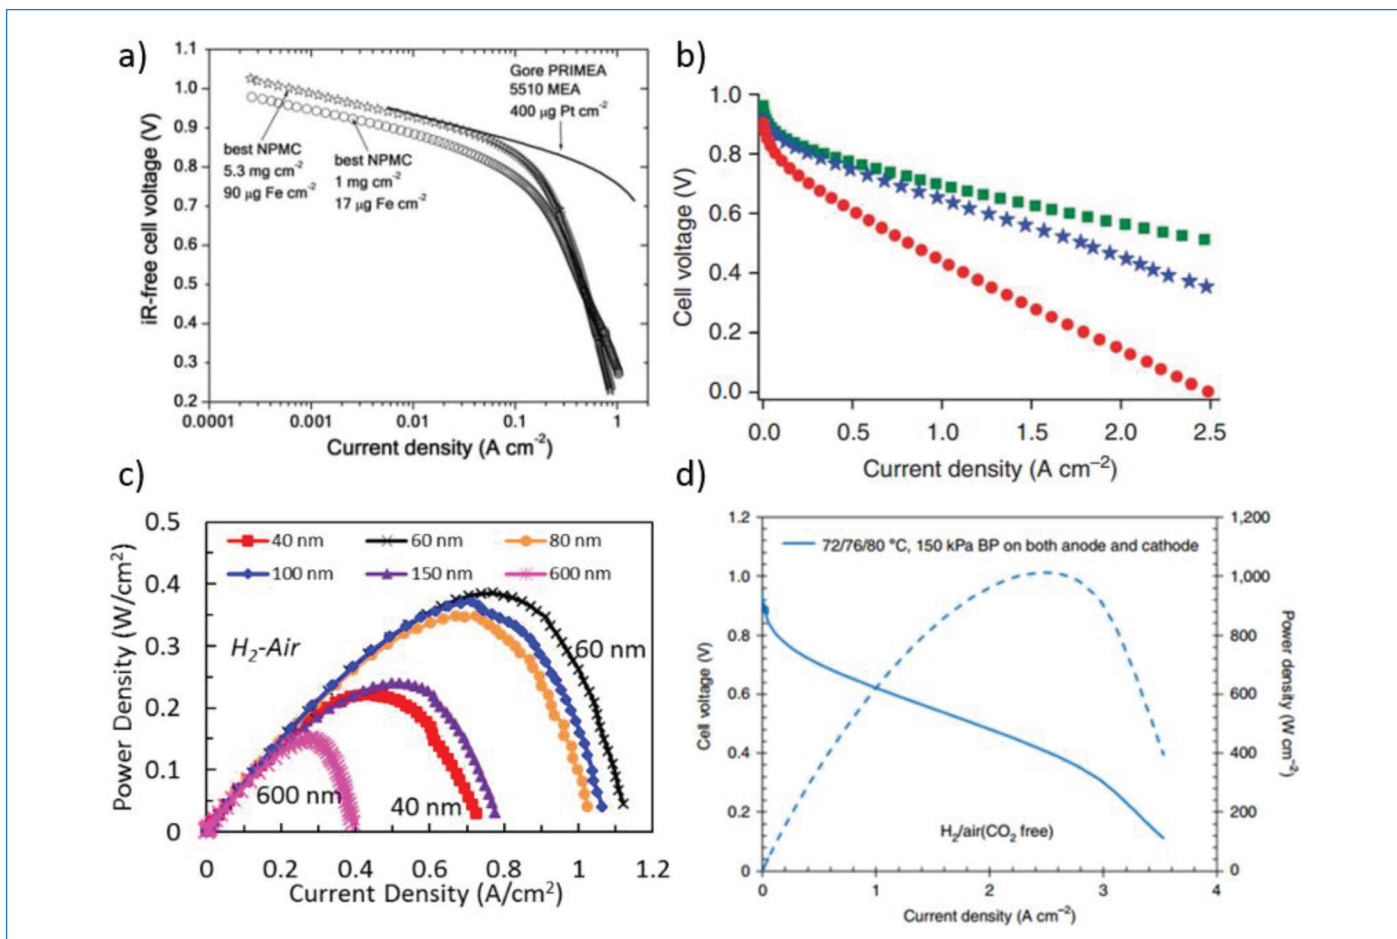 a)
1.1
1.0
0.9
0.8
0.7
0.6
0.5
0.4
0.3
0.2
iR-free cell voltage (V)
Gore PRIMEA
5510 MEA
400 µg Pt cm⁻²
best NPMC
5.3 mg cm⁻²
90 µg Fe cm⁻²
best NPMC
1 mg cm⁻²
17 µg Fe cm⁻²
0.0001 0.001 0.01 0.1 1
Current density (A cm⁻²)
b)
1.0
0.8
0.6
0.4
0.2
0.0
Cell voltage (V)
0.0 0.5 1.0 1.5 2.0 2.5
Current density (A cm⁻²)
c)
0.5
0.4
0.3
0.2
0.1
0
Power Density (W/cm²)
40 nm 60 nm 80 nm
100 nm 150 nm 600 nm
H₂-Air
60 nm
600 nm
40 nm
0 0.2 0.4 0.6 0.8 1 1.2
Current Density (A/cm²)
d)
1.2
1.0
0.8
0.6
0.4
0.2
0
Cell voltage (V)
72/76/80 °C, 150 kPa BP on both anode and cathode
H₂/air(CO₂ free)
1,200
1,000
800
600
400
200
0
Power density (W cm⁻²)
0 1 2 3 4
Current density (A cm⁻²)